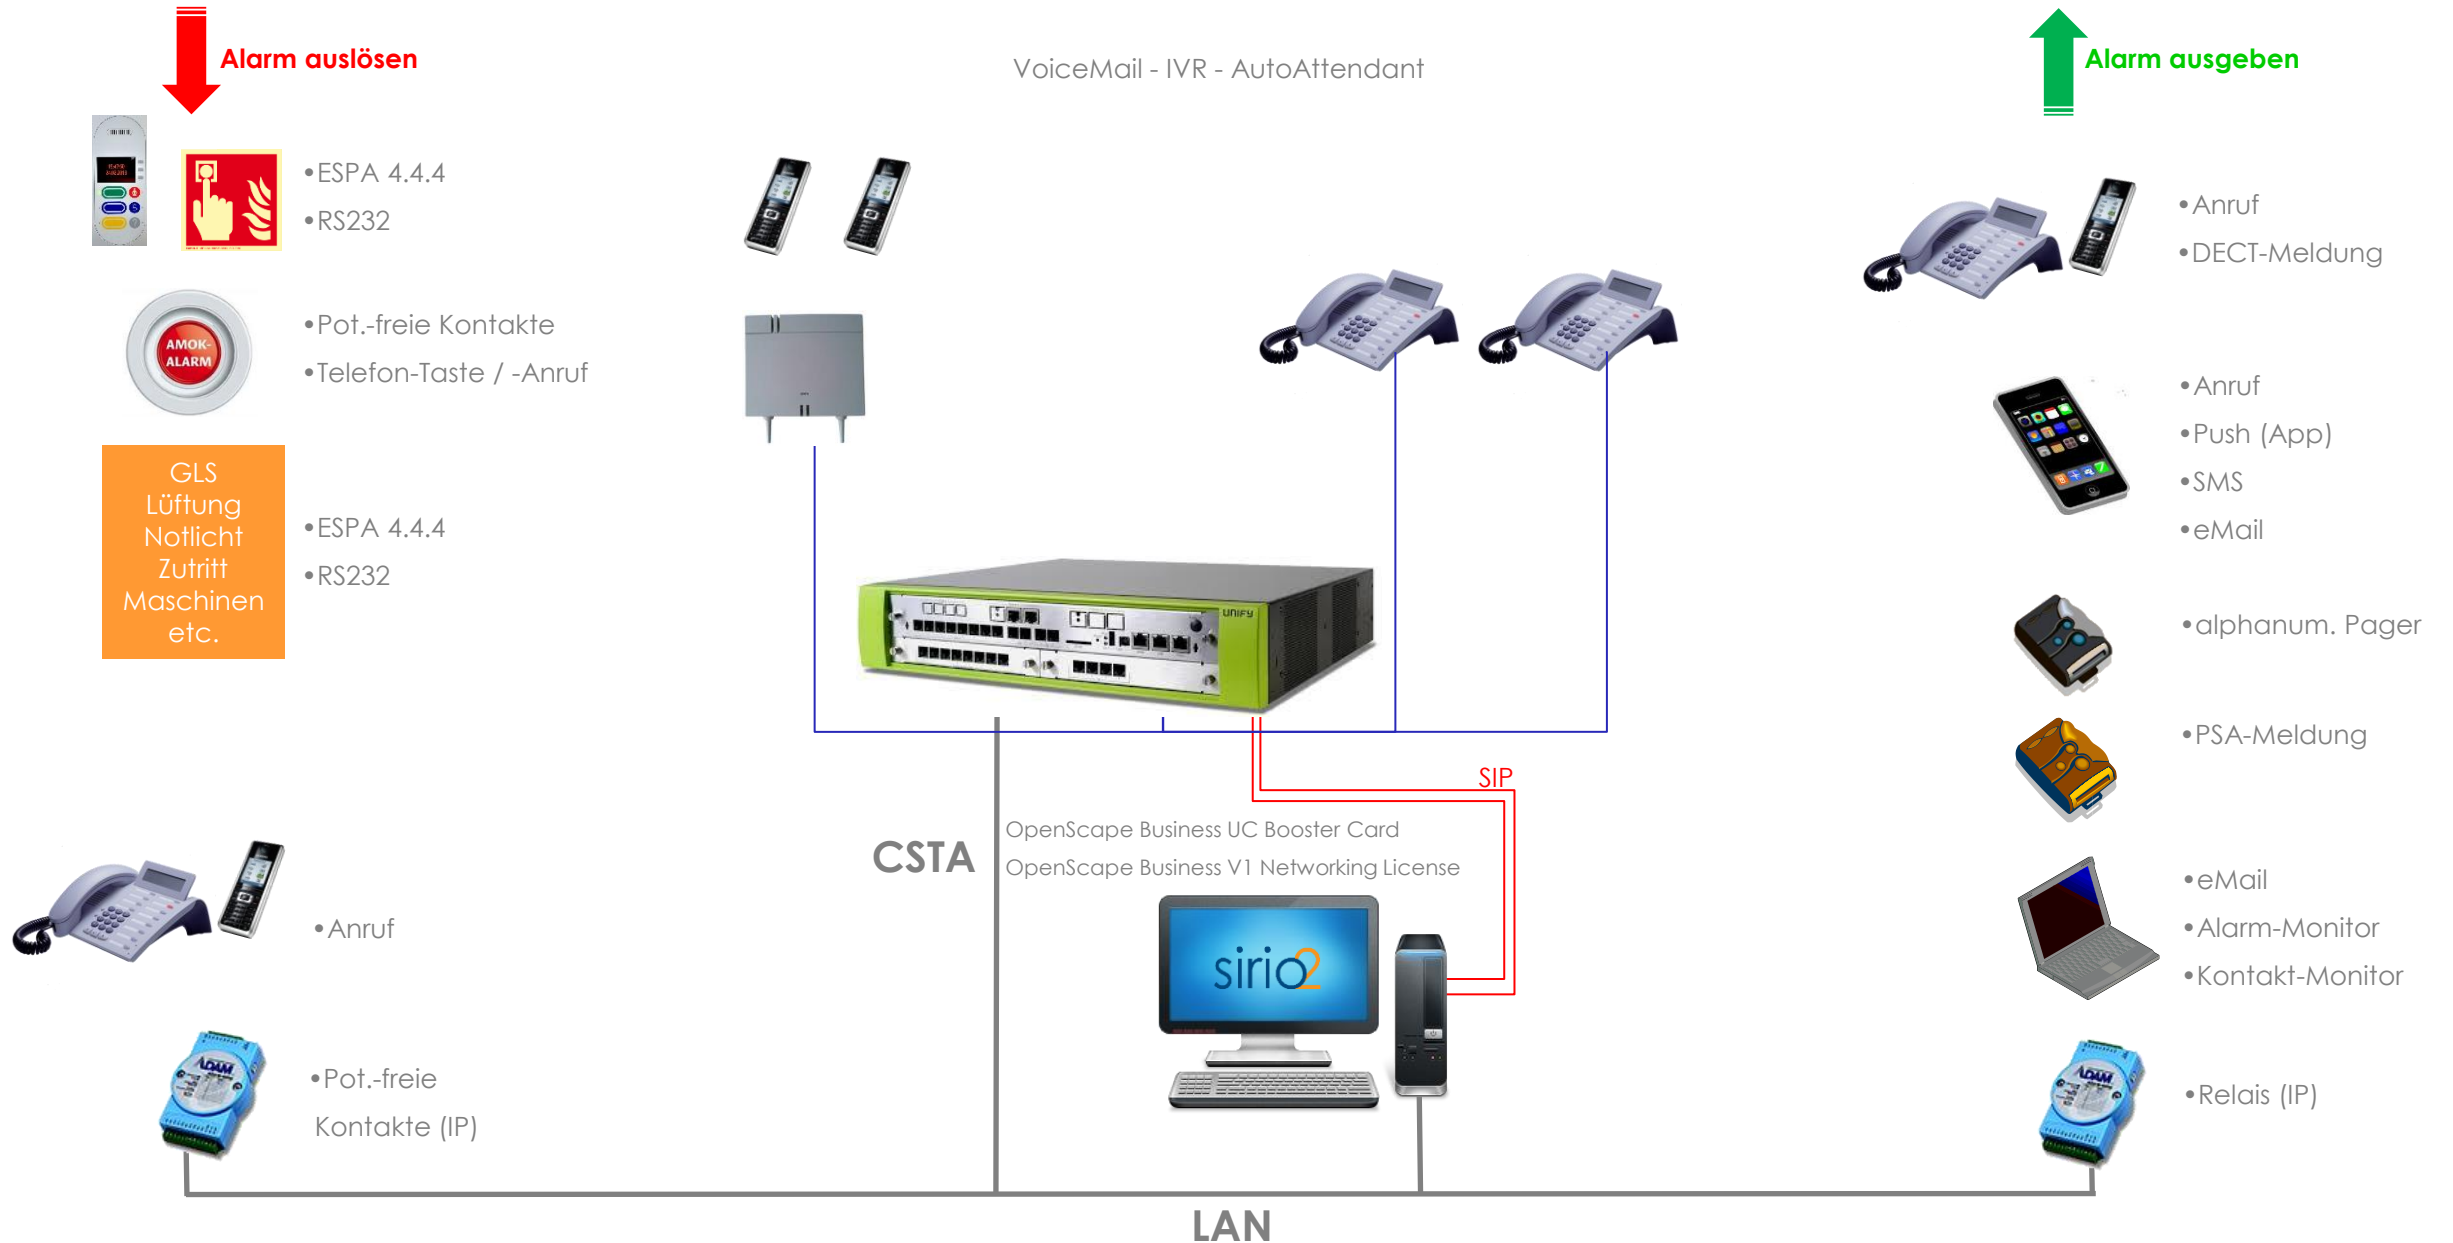 Alarm auslösen
VoiceMail - IVR - AutoAttendant
Alarm ausgeben
•ESPA 4.4.4
•RS232
AMOK-
ALARM
•Pot.-freie Kontakte
•Telefon-Taste / -Anruf
GLS
Lüftung
Notlicht
Zutritt
Maschinen
etc.
•ESPA 4.4.4
•RS232
•Anruf
•Pot.-freie
Kontakte (IP)
ADAM
UNIFY
SIP
CSTA
OpenScape Business UC Booster Card
OpenScape Business V1 Networking License
sirio2
LAN
•Anruf
•DECT-Meldung
•Anruf
•Push (App)
•SMS
•eMail
•alphanum. Pager
•PSA-Meldung
•eMail
•Alarm-Monitor
•Kontakt-Monitor
ADAM
•Relais (IP)